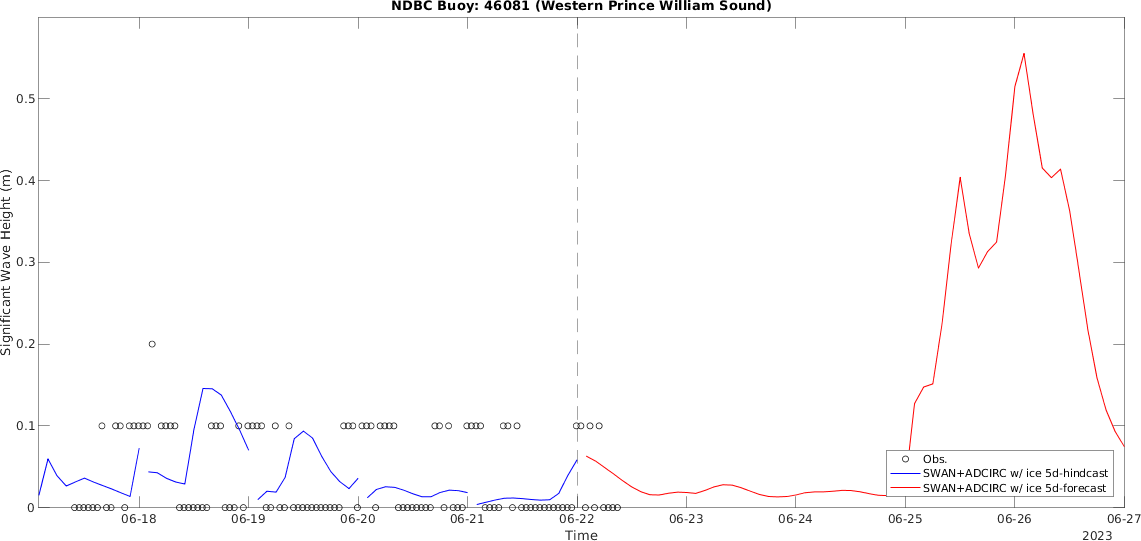 NDBC Buoy: 46081 (Western Prince William Sound)
Significant Wave Height (m)
0.5
0.4
0.3
0.2
0.1
0
Obs.
SWAN+ADCIRC w/ ice 5d-hindcast
SWAN+ADCIRC w/ ice 5d-forecast
06-18
06-19
06-20
06-21
06-22
06-23
06-24
06-25
06-26
06-27
Time
2023